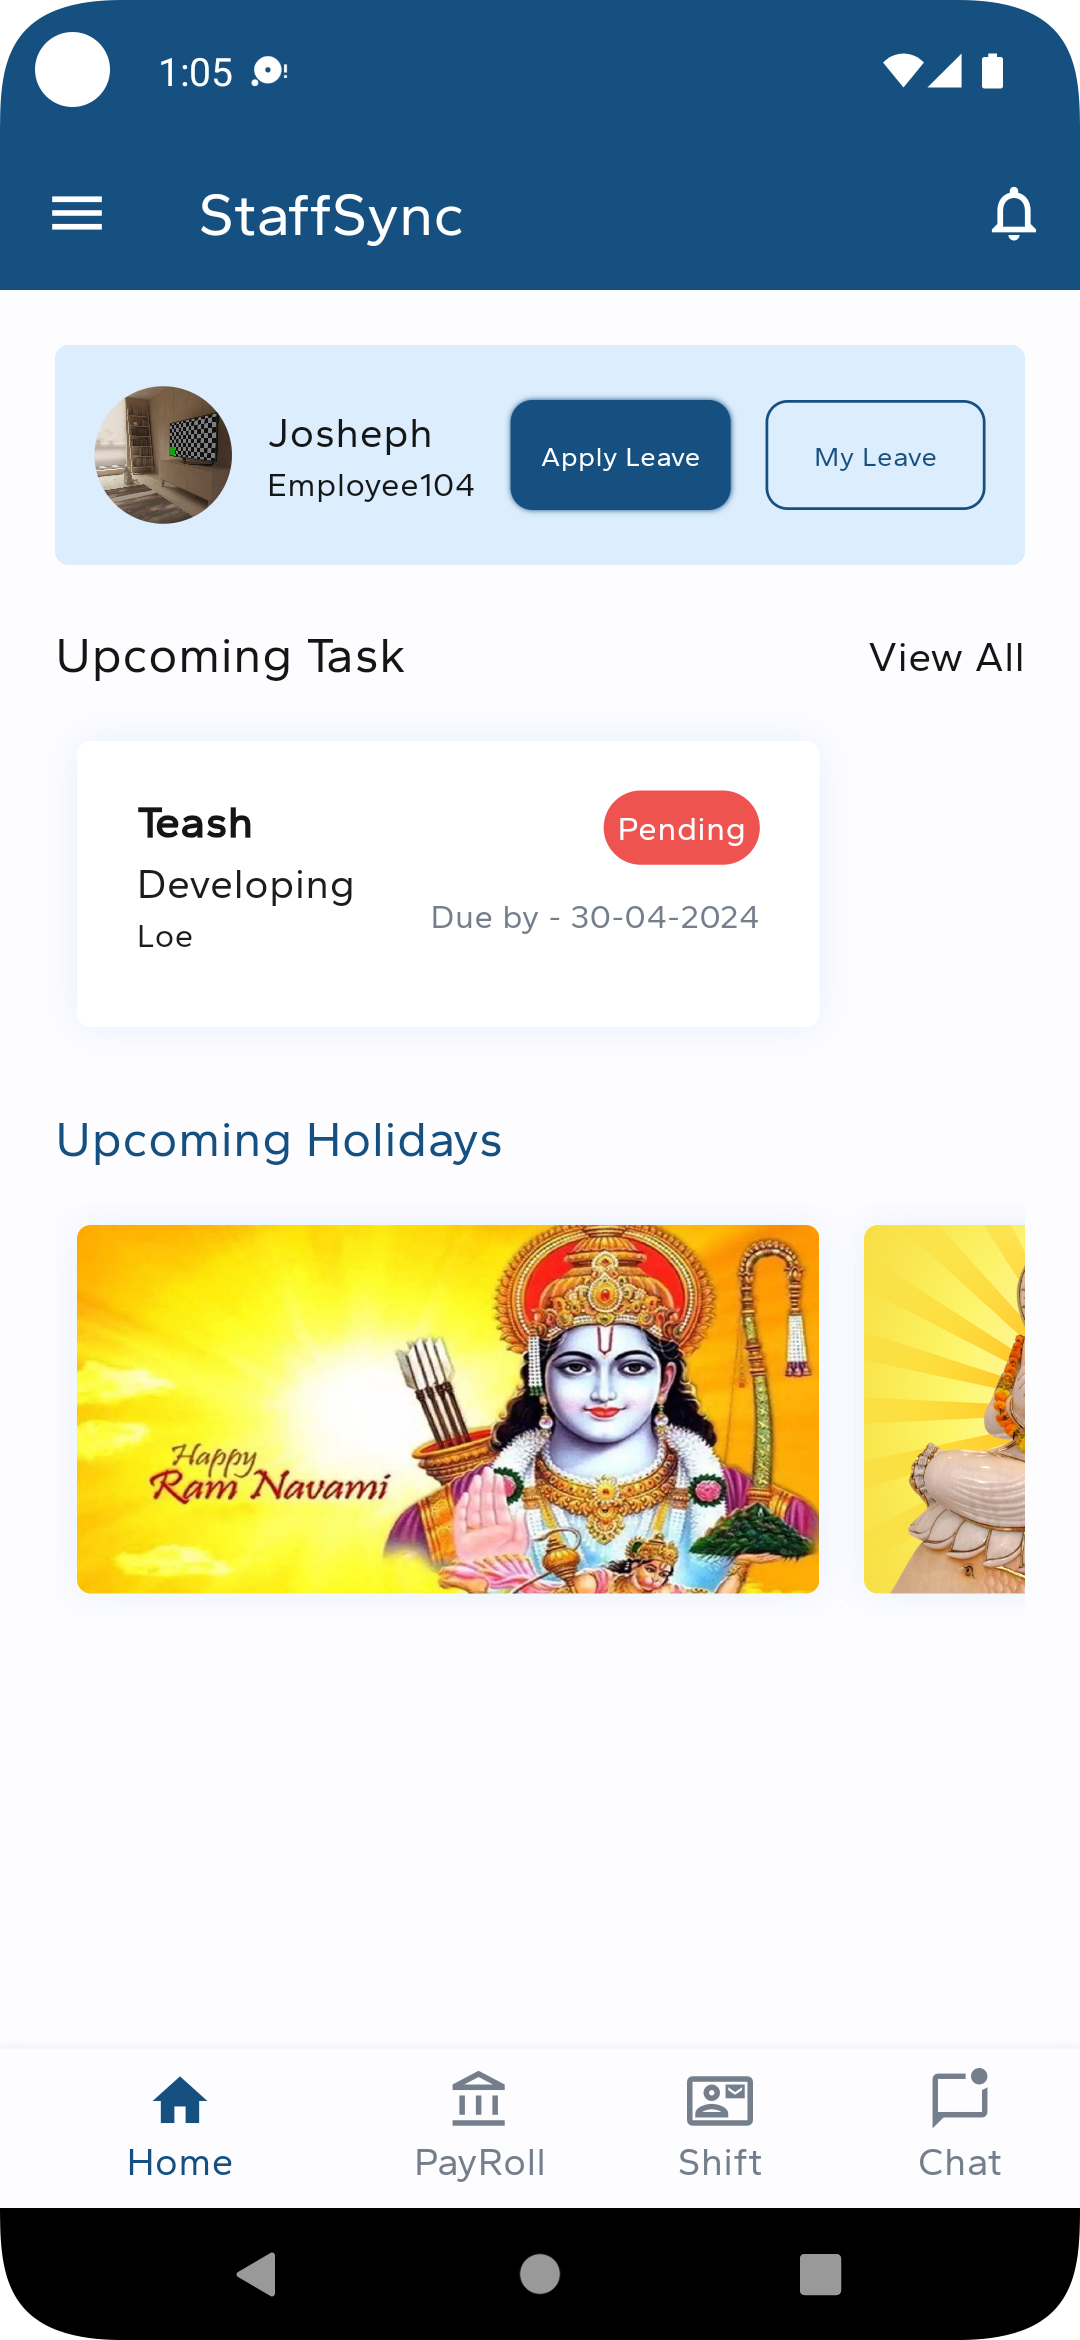 1:05
StaffSync
Josheph
Employee104
Apply Leave
My Leave
Upcoming Task
View All
Teash
Pending
Developing
Due by - 30-04-2024
Loe
Upcoming Holidays
Happy
Ram Navami
Home
PayRoll
Shift
Chat